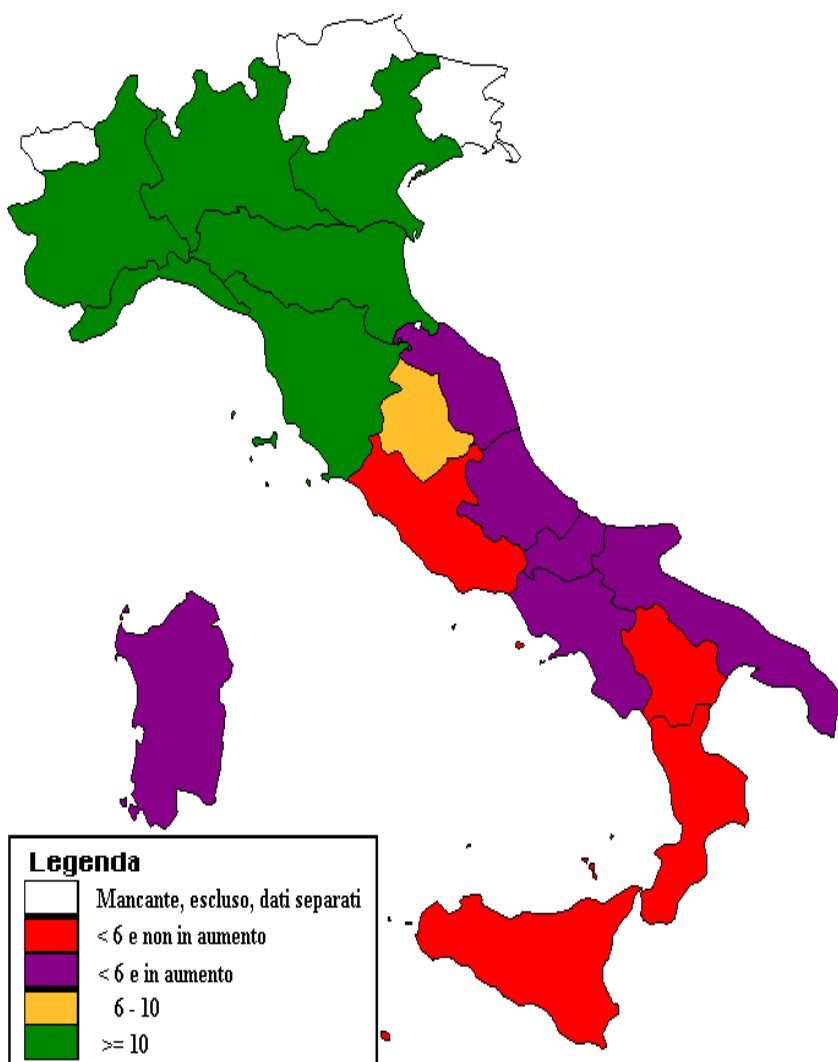 Legenda
Mancante, escluso, dati separati
< 6 e non in aumento
< 6 e in aumento
6 - 10
>= 10